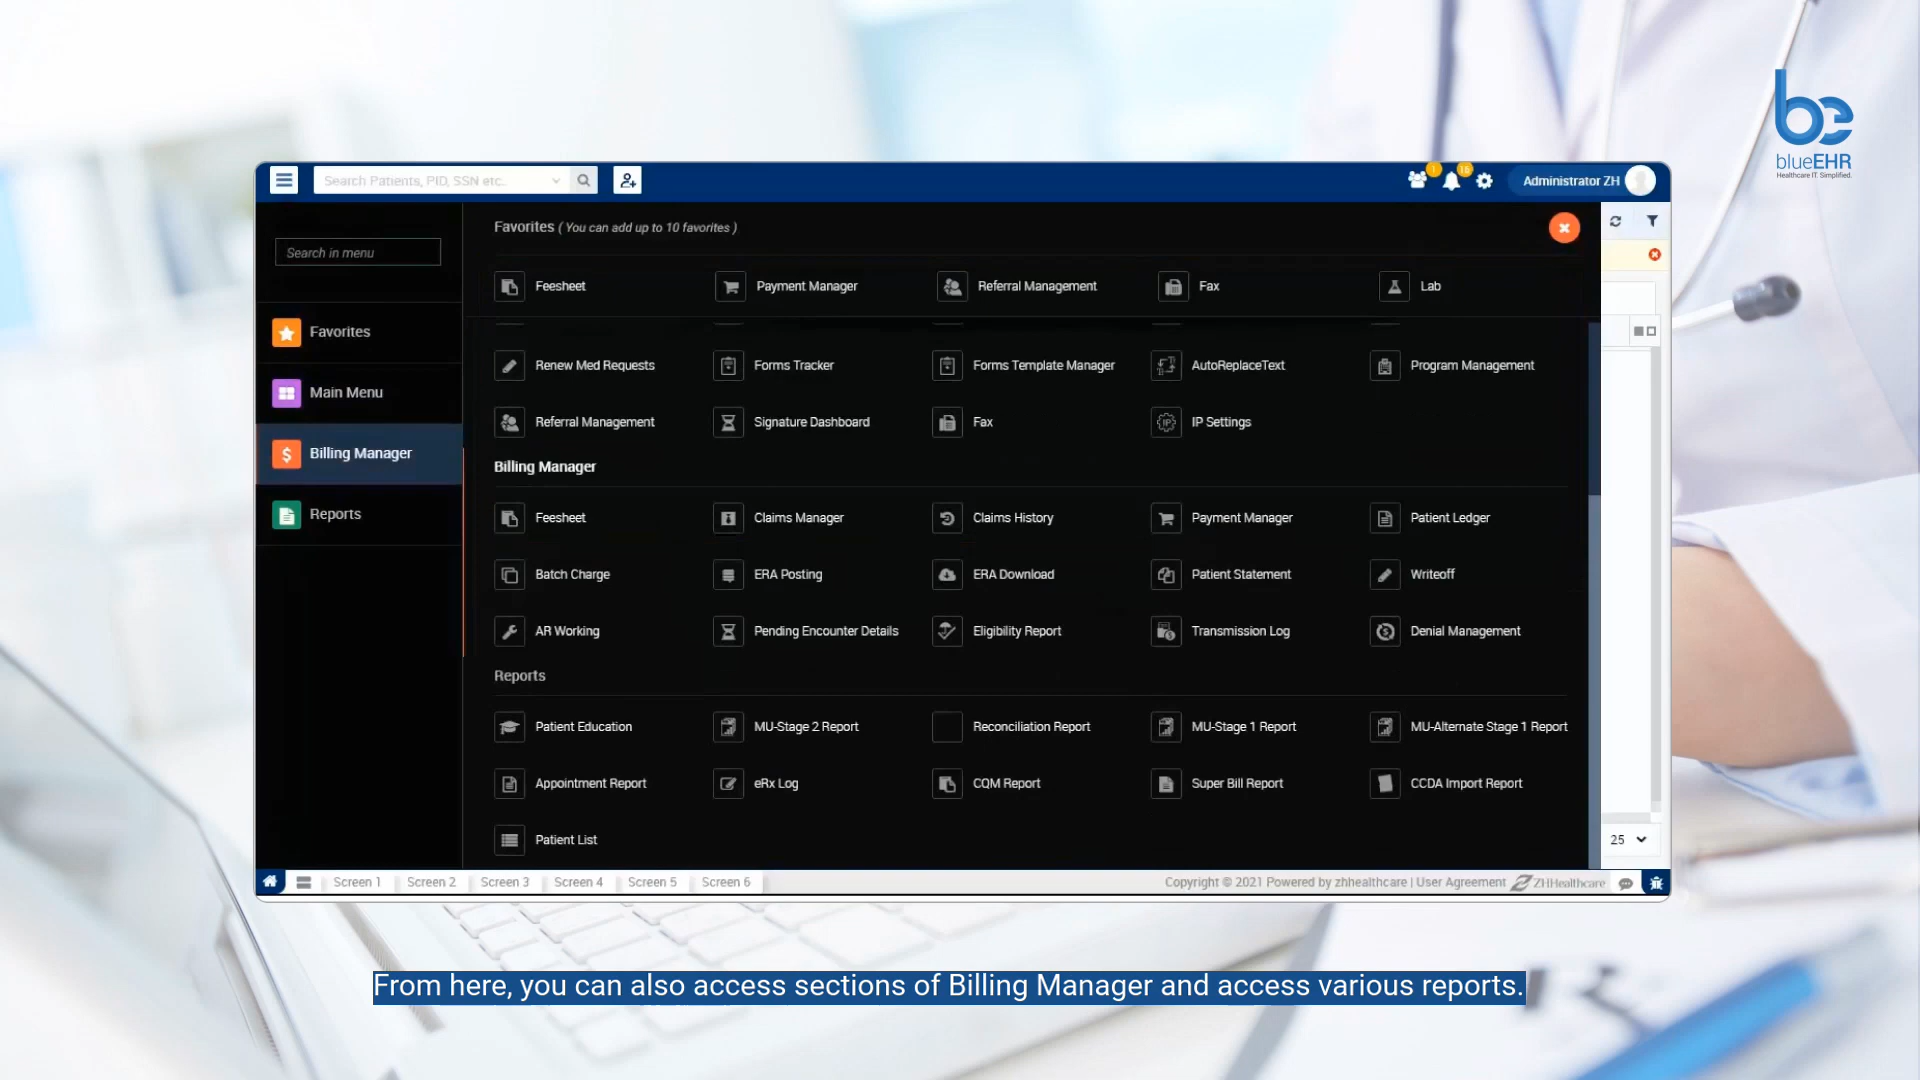 be
blueEHR
Healthcare IT. Simplified.
Search Patients, PID, SSN etc..
1
18
Administrator ZH
Search in menu
Favorites ( You can add up to 10 favorites )
Feesheet
Payment Manager
Referral Management
Fax
Lab
Favorites
Main Menu
Billing Manager
Reports
Renew Med Requests
Forms Tracker
Forms Template Manager
AutoReplaceText
Program Management
Referral Management
Signature Dashboard
Fax
IP
IP Settings
Billing Manager
Feesheet
Claims Manager
Claims History
Payment Manager
Patient Ledger
Batch Charge
ERA Posting
ERA Download
Patient Statement
Writeoff
AR Working
Pending Encounter Details
Eligibility Report
Transmission Log
Denial Management
Reports
Patient Education
MU-Stage 2 Report
Reconciliation Report
MU-Stage 1 Report
MU-Alternate Stage 1 Report
Appointment Report
eRx Log
CQM Report
Super Bill Report
CCDA Import Report
Patient List
25
Screen 1
Screen 2
Screen 3
Screen 4
Screen 5
Screen 6
Copyright © 2021 Powered by zhhealthcare | User Agreement
ZHHealthcare
From here, you can also access sections of Billing Manager and access various reports.